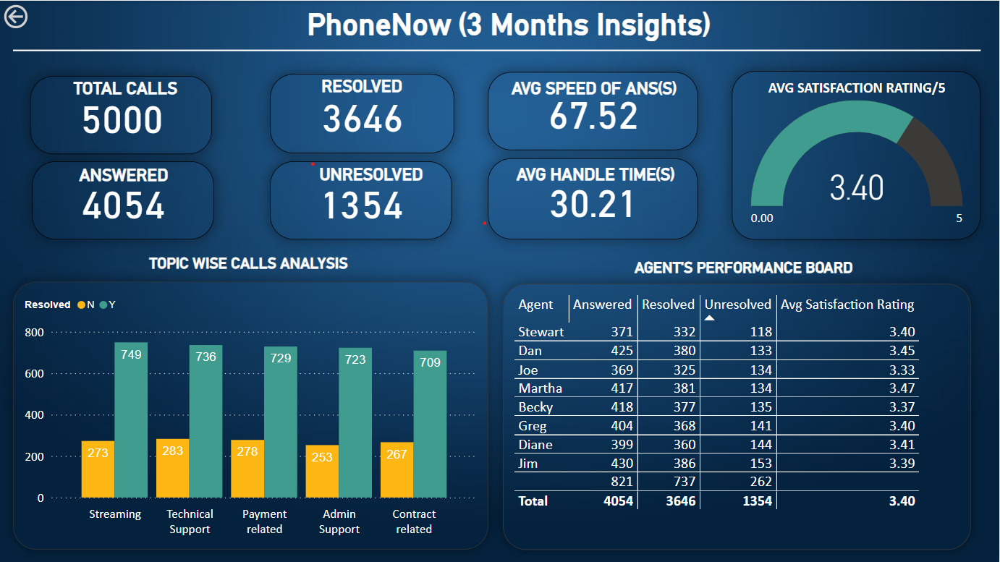 PhoneNow (3 Months Insights)
TOTAL CALLS
5000
RESOLVED
3646
AVG SPEED OF ANS(S)
67.52
AVG SATISFACTION RATING/5
3.40
0.00
5
ANSWERED
4054
UNRESOLVED
1354
AVG HANDLE TIME(S)
30.21
TOPIC WISE CALLS ANALYSIS
Resolved N Y
800
600
400
200
0
273
749
283
736
278
729
253
723
267
709
Streaming
Technical
Support
Payment
related
Admin
Support
Contract
related
AGENT'S PERFORMANCE BOARD
Agent Answered Resolved Unresolved Avg Satisfaction Rating
Stewart 371 332 118 3.40
Dan 425 380 133 3.45
Joe 369 325 134 3.33
Martha 417 381 134 3.47
Becky 418 377 135 3.37
Greg 404 368 141 3.40
Diane 399 360 144 3.41
Jim 430 386 153 3.39
821 737 262
Total 4054 3646 1354 3.40